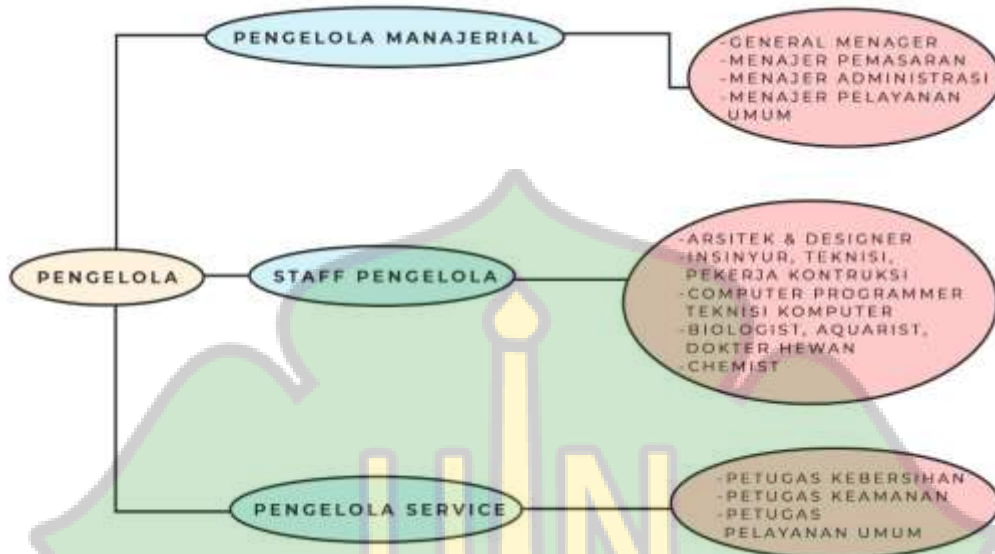 PENGELOLA MANAJERIAL
-GENERAL MENAGER
-MENAJER PEMASARAN
-MENAJER ADMINISTRASI
-MENAJER PELAYANAN
UMUM
PENGELOLA
STAFF PENGELOLA
-ARSITEK & DESIGNER
-INSINYUR, TEKNISI,
PEKERJA KONTRUKSI
-COMPUTER PROGRAMMER
TEKNISI KOMPUTER
-BIOLOGIST, AQUARIST,
DOKTER HEWAN
-CHEMIST
PENGELOLA SERVICE
-PETUGAS KEBERSIHAN
-PETUGAS KEAMANAN
-PETUGAS
PELAYANAN UMUM
UIN